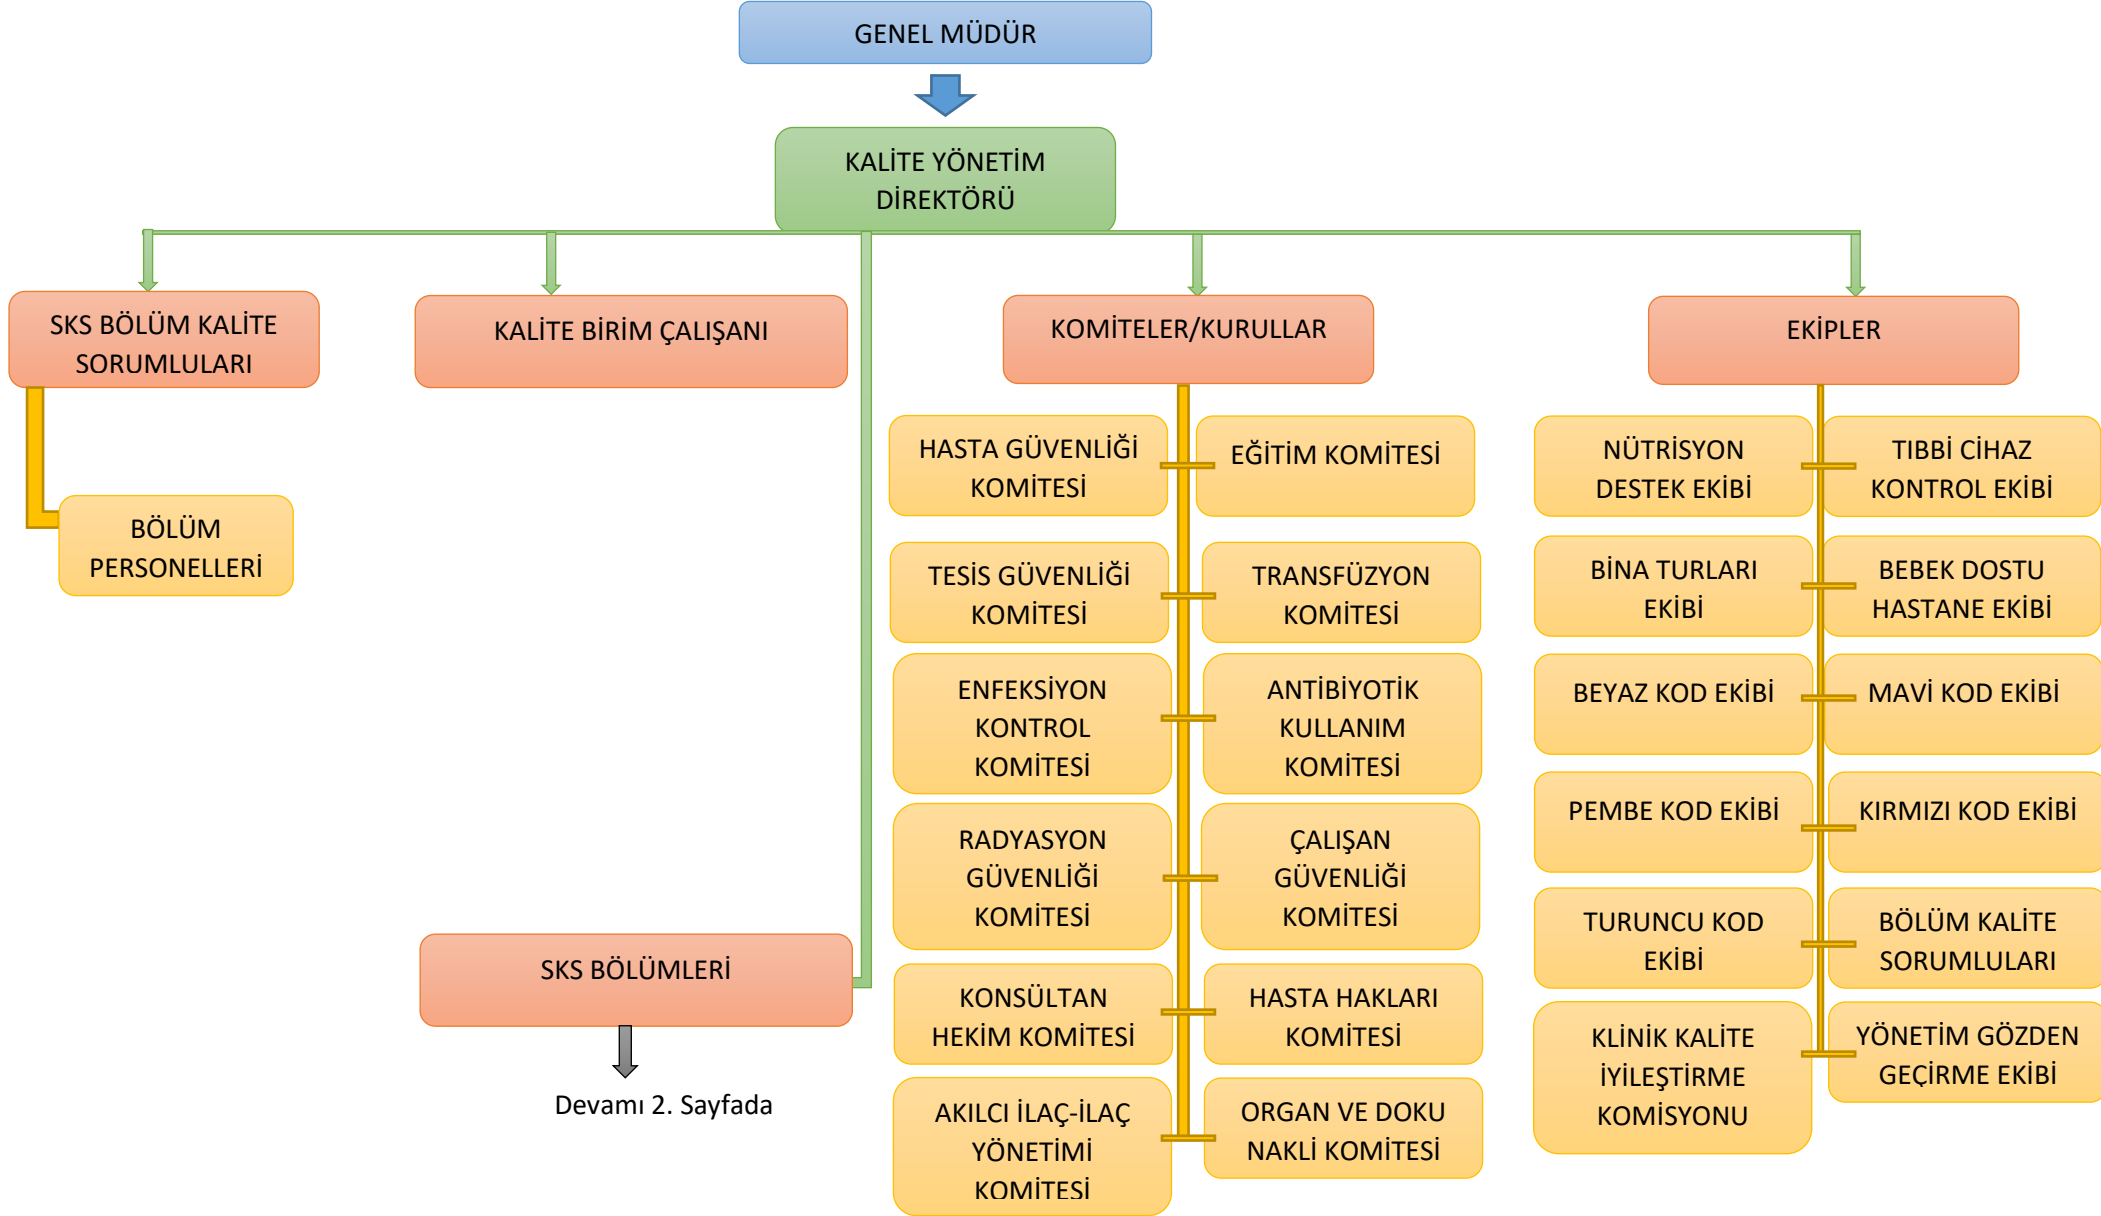 GENEL MÜDÜR
KALİTE YÖNETİM
DİREKTÖRÜ
SKS BÖLÜM KALİTE
SORUMLULARI
KALİTE BİRİM ÇALIŞANI
KOMİTELER/KURULLAR
EKİPLER
BÖLÜM
PERSONELLERİ
HASTA GÜVENLİĞİ
KOMİTESİ
EĞİTİM KOMİTESİ
TESİS GÜVENLİĞİ
KOMİTESİ
TRANSFÜZYON
KOMİTESİ
ENFEKSİYON
KONTROL
KOMİTESİ
ANTİBİYOTİK
KULLANIM
KOMİTESİ
RADYASYON
GÜVENLİĞİ
KOMİTESİ
ÇALIŞAN
GÜVENLİĞİ
KOMİTESİ
KONSÜLTAN
HEKİM KOMİTESİ
HASTA HAKLARI
KOMİTESİ
AKILCI İLAÇ-İLAÇ
YÖNETİMİ
KOMİTESİ
ORGAN VE DOKU
NAKLİ KOMİTESİ
NÜTRİSYON
DESTEK EKİBİ
TIBBİ CİHAZ
KONTROL EKİBİ
BİNA TURLARI
EKİBİ
BEBEK DOSTU
HASTANE EKİBİ
BEYAZ KOD EKİBİ
MAVİ KOD EKİBİ
PEMBE KOD EKİBİ
KIRMIZI KOD EKİBİ
TURUNCU KOD
EKİBİ
BÖLÜM KALİTE
SORUMLULARI
KLİNİK KALİTE
İYİLEŞTİRME
KOMİSYONU
YÖNETİM GÖZDEN
GEÇİRME EKİBİ
SKS BÖLÜMLERİ
Devamı 2. Sayfada